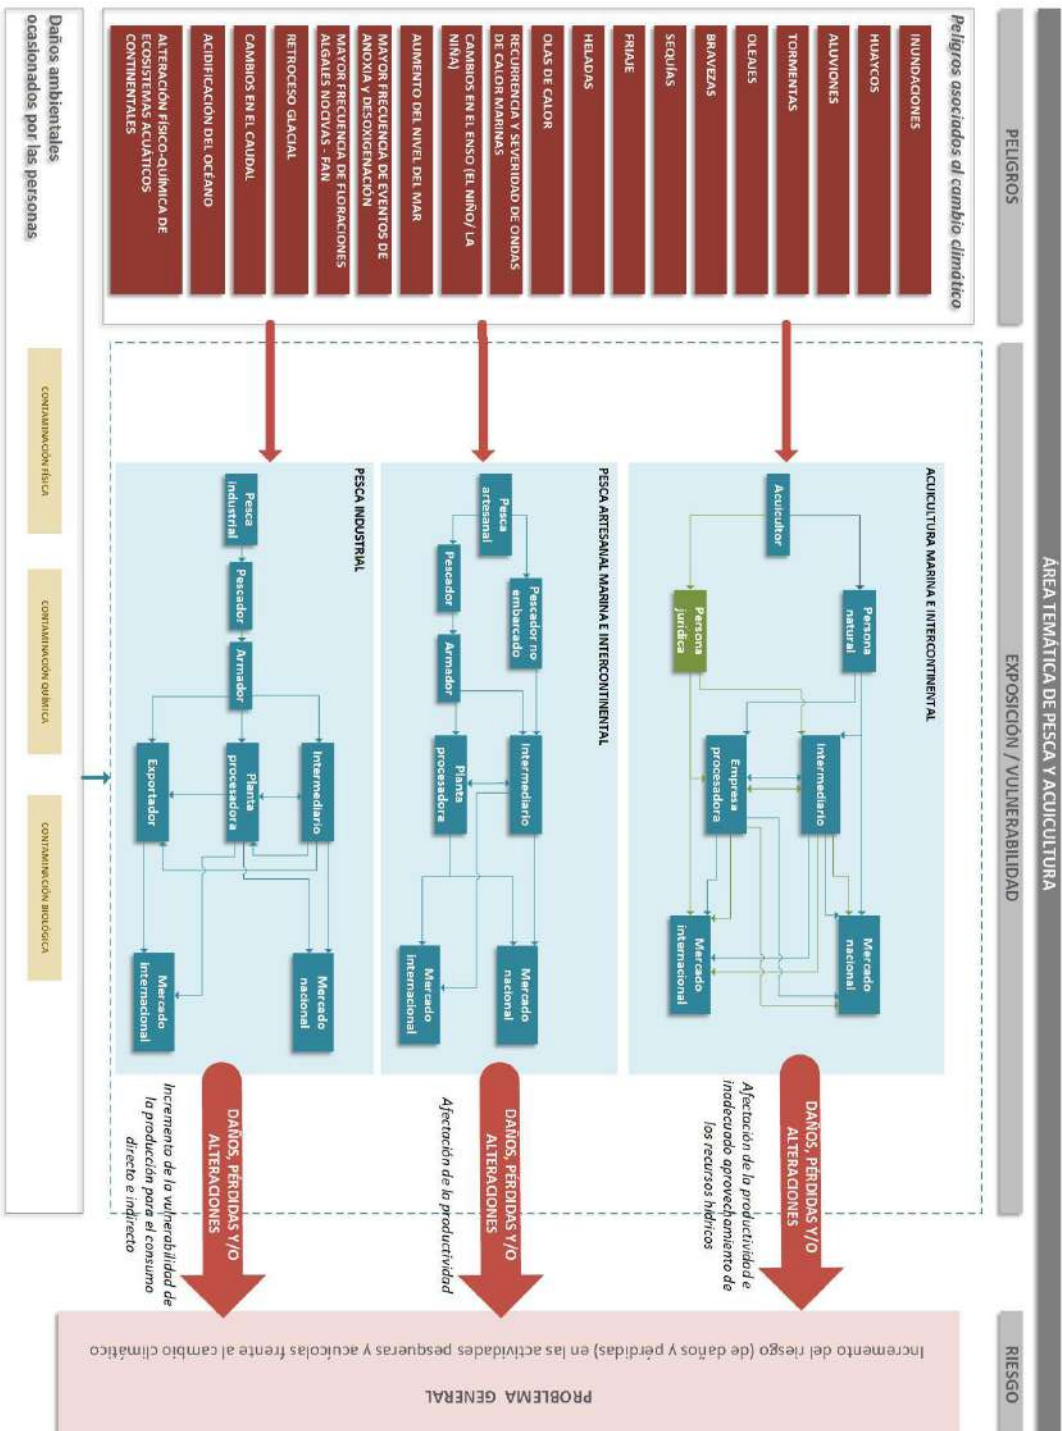 ÁREA TEMÁTICA DE PESCA Y ACUICULTURA
PELIGROS
EXPOSICIÓN / VULNERABILIDAD
RIESGO
Peligros asociados al cambio climático
INUNDACIONES
HUAYCOS
ALUVIONES
TORMENTAS
OLEAJES
BRAVEZAS
SEQUÍAS
FRIAJE
HELADAS
OLAS DE CALOR
RECURRENCIA Y SEVERIDAD DE ONDAS
DE CALOR MARINAS
CAMBIOS EN EL ENSO (EL NIÑO/ LA
NIÑA)
AUMENTO DEL NIVEL DEL MAR
MAYOR FRECUENCIA DE EVENTOS DE
ANOXIA y DESOXIGENACIÓN
MAYOR FRECUENCIA DE FLORACIONES
ALGALES NOCIVAS - FAN
RETROCESO GLACIAL
CAMBIOS EN EL CAUDAL
ACIDIFICACIÓN DEL OCÉANO
ALTERACIÓN FÍSICO-QUÍMICA DE
ECOSISTEMAS ACUÁTICOS
CONTINENTALES
ACUICULTURA MARINA E INTERCONTINENTAL
Acuicultor
Persona
natural
Persona
jurídica
Intermediario
Empresa
procesadora
Mercado
nacional
Mercado
internacional
DAÑOS, PÉRDIDAS Y/O
ALTERACIONES
Afectación de la productividad e
inadecuado aprovechamiento de
los recursos hídricos
PESCA ARTESANAL MARINA E INTERCONTINENTAL
Pesca
artesanal
Pescador no
embarcado
Pescador
Armador
Intermediario
Planta
procesadora
Mercado
nacional
Mercado
internacional
DAÑOS, PÉRDIDAS Y/O
ALTERACIONES
Afectación de la productividad
PESCA INDUSTRIAL
Pesca
industrial
Pescador
Armador
Intermediario
Planta
procesadora
Exportador
Mercado
nacional
Mercado
internacional
DAÑOS, PÉRDIDAS Y/O
ALTERACIONES
Incremento de la vulnerabilidad de
la producción para el consumo
directo e indirecto
PROBLEMA GENERAL
Incremento del riesgo (de daños y pérdidas) en las actividades pesqueras y acuícolas frente al cambio climático
Daños ambientales
ocasionados por las personas
CONTAMINACIÓN FÍSICA
CONTAMINACIÓN QUÍMICA
CONTAMINACIÓN BIOLÓGICA